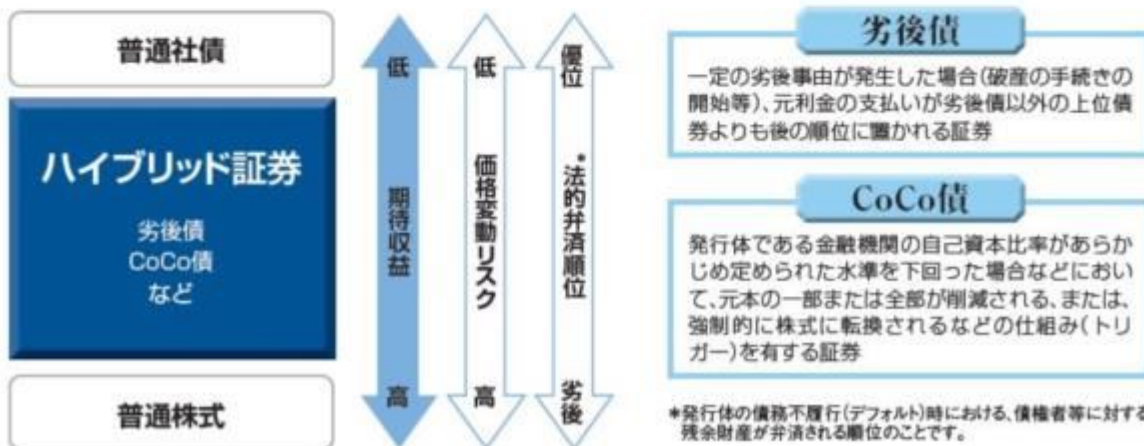 普通社債
ハイブリッド証券
劣後債
CoCo債
など
普通株式
低
期待収益
高
低
価格変動リスク
高
優位
*法的弁済順位
劣後
劣後債
一定の劣後事由が発生した場合(破産の手続きの
開始等)、元利金の支払いが劣後債以外の上位債
券よりも後の順位に置かれる証券
CoCo債
発行体である金融機関の自己資本比率があらか
じめ定められた水準を下回った場合などにおい
て、元本の一部または全部が削減される、または、
強制的に株式に転換されるなどの仕組み(トリ
ガー)を有する証券
*発行体の債務不履行(デフォルト)時における、債権者等に対する
残余財産が弁済される順位のことです。